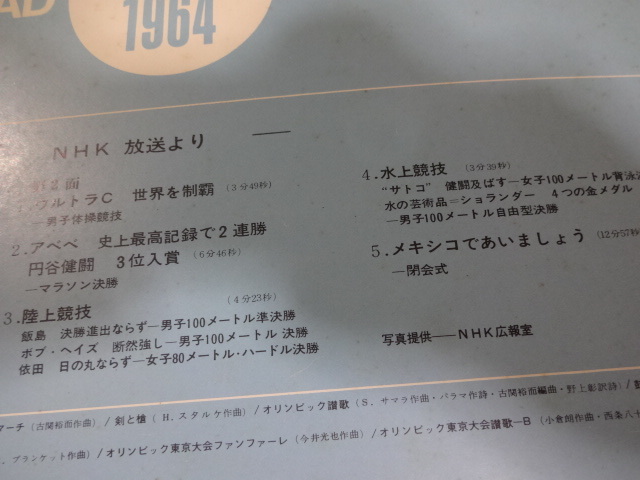 AD
1964
NHK 放送より ——
第2面
ウルトラC 世界を制覇 (3分49秒)
—男子体操競技
2.アベベ 史上最高記録で2連勝
円谷健闘 3位入賞 (6分46秒)
—マラソン決勝
3.陸上競技 (4分23秒)
飯島 決勝進出ならず—男子100メートル準決勝
ボブ・ヘイズ 断然強し—男子100メートル 決勝
依田 日の丸ならず—女子80メートル・ハードル決勝
4.水上競技 (3分39秒)
"サトコ" 健闘及ばず—女子100メートル背泳
水の芸術品=ショランダー 4つの金メダル
—男子100メートル自由型決勝
5.メキシコであいましょう (12分57秒
—閉会式
写真提供——NHK広報室
マーチ(古関裕而作曲)/剣と槍(H.スタルケ作曲)/オリンピック讃歌(S.サマラ作曲・パラマ作詩・古関裕而編曲・野上彰訳詩)/
.プランケット作曲)/オリンピック東京大会ファンファーレ(今井光也作曲)/オリンピック東京大会讃歌—B(小倉朗作曲・西条八十